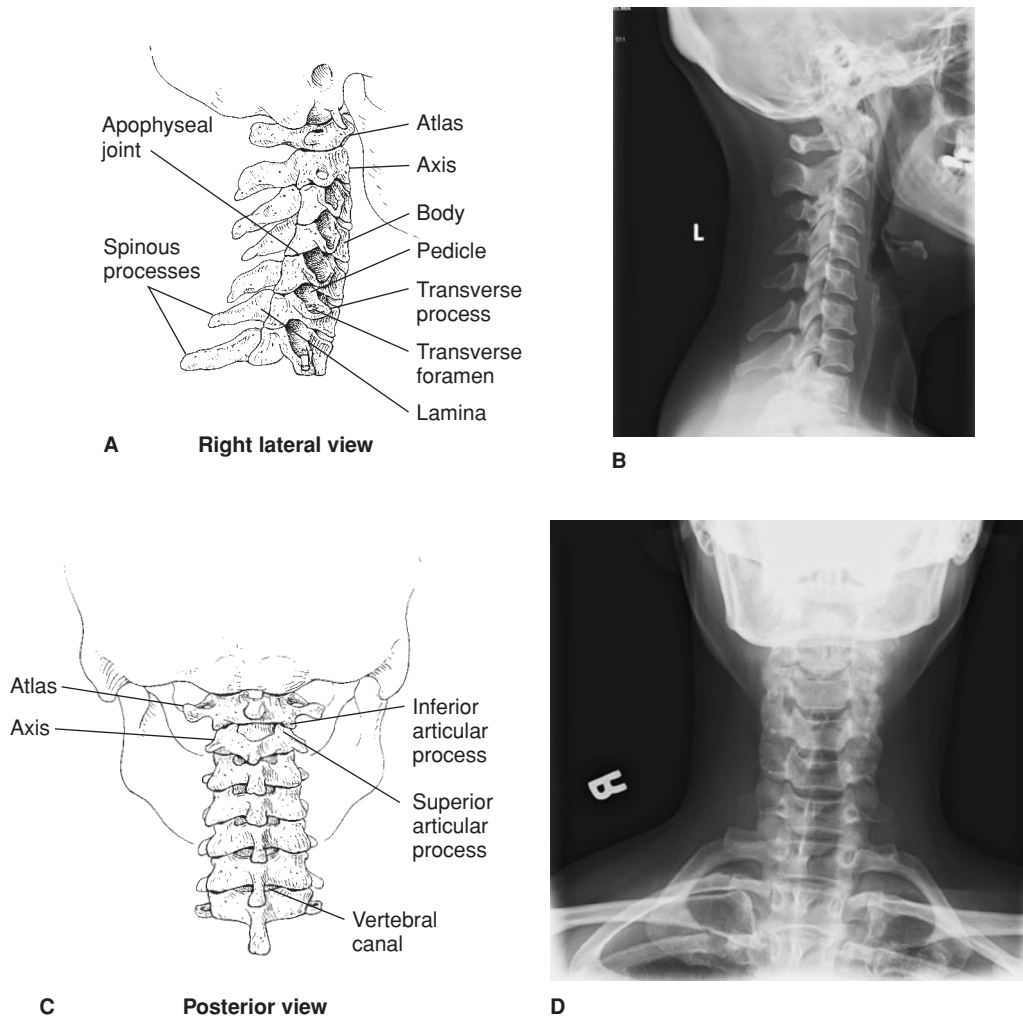 Apophyseal
joint
Spinous
processes
Atlas
Axis
Body
Pedicle
Transverse
process
Transverse
foramen
Lamina
A
Right lateral view
L
B
Atlas
Axis
Inferior
articular
process
Superior
articular
process
Vertebral
canal
C
Posterior view
R
D